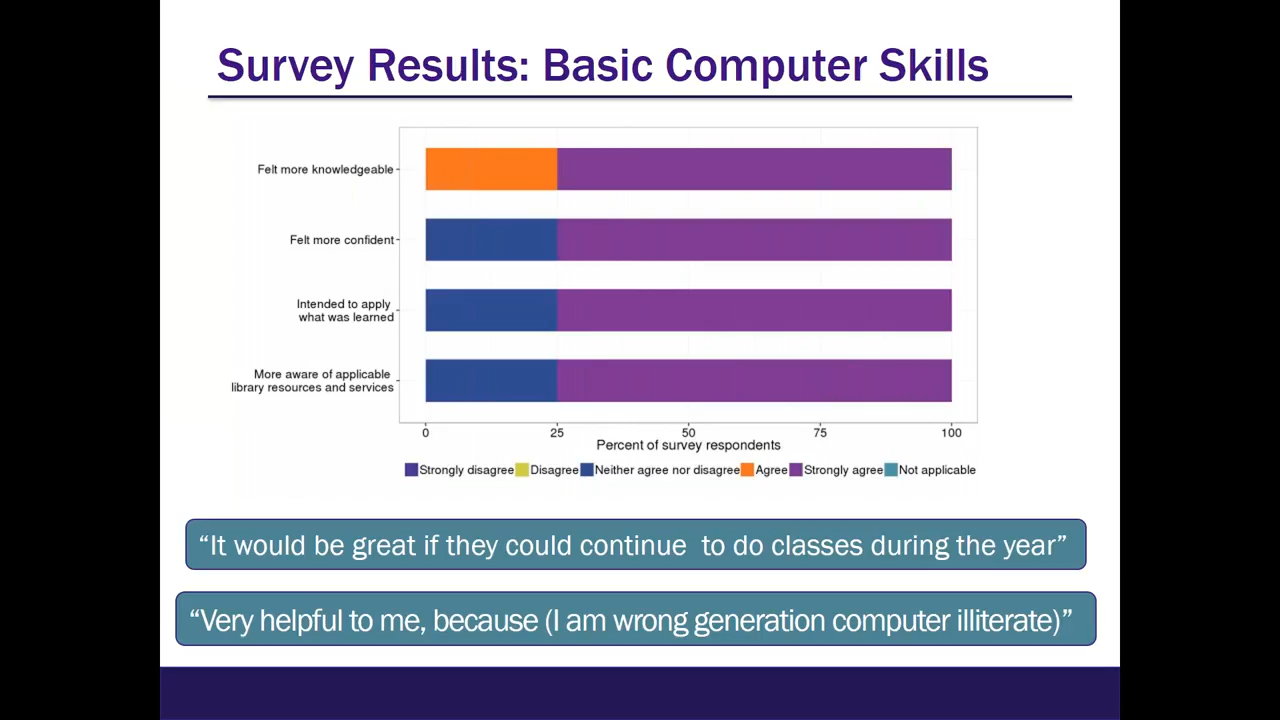 Survey Results: Basic Computer Skills
Felt more knowledgeable
Felt more confident
Intended to apply
what was learned
More aware of applicable
library resources and services
0 25 50 75 100
Percent of survey respondents
Strongly disagree Disagree Neither agree nor disagree Agree Strongly agree Not applicable
“It would be great if they could continue  to do classes during the year”
“Very helpful to me, because (I am wrong generation computer illiterate)”